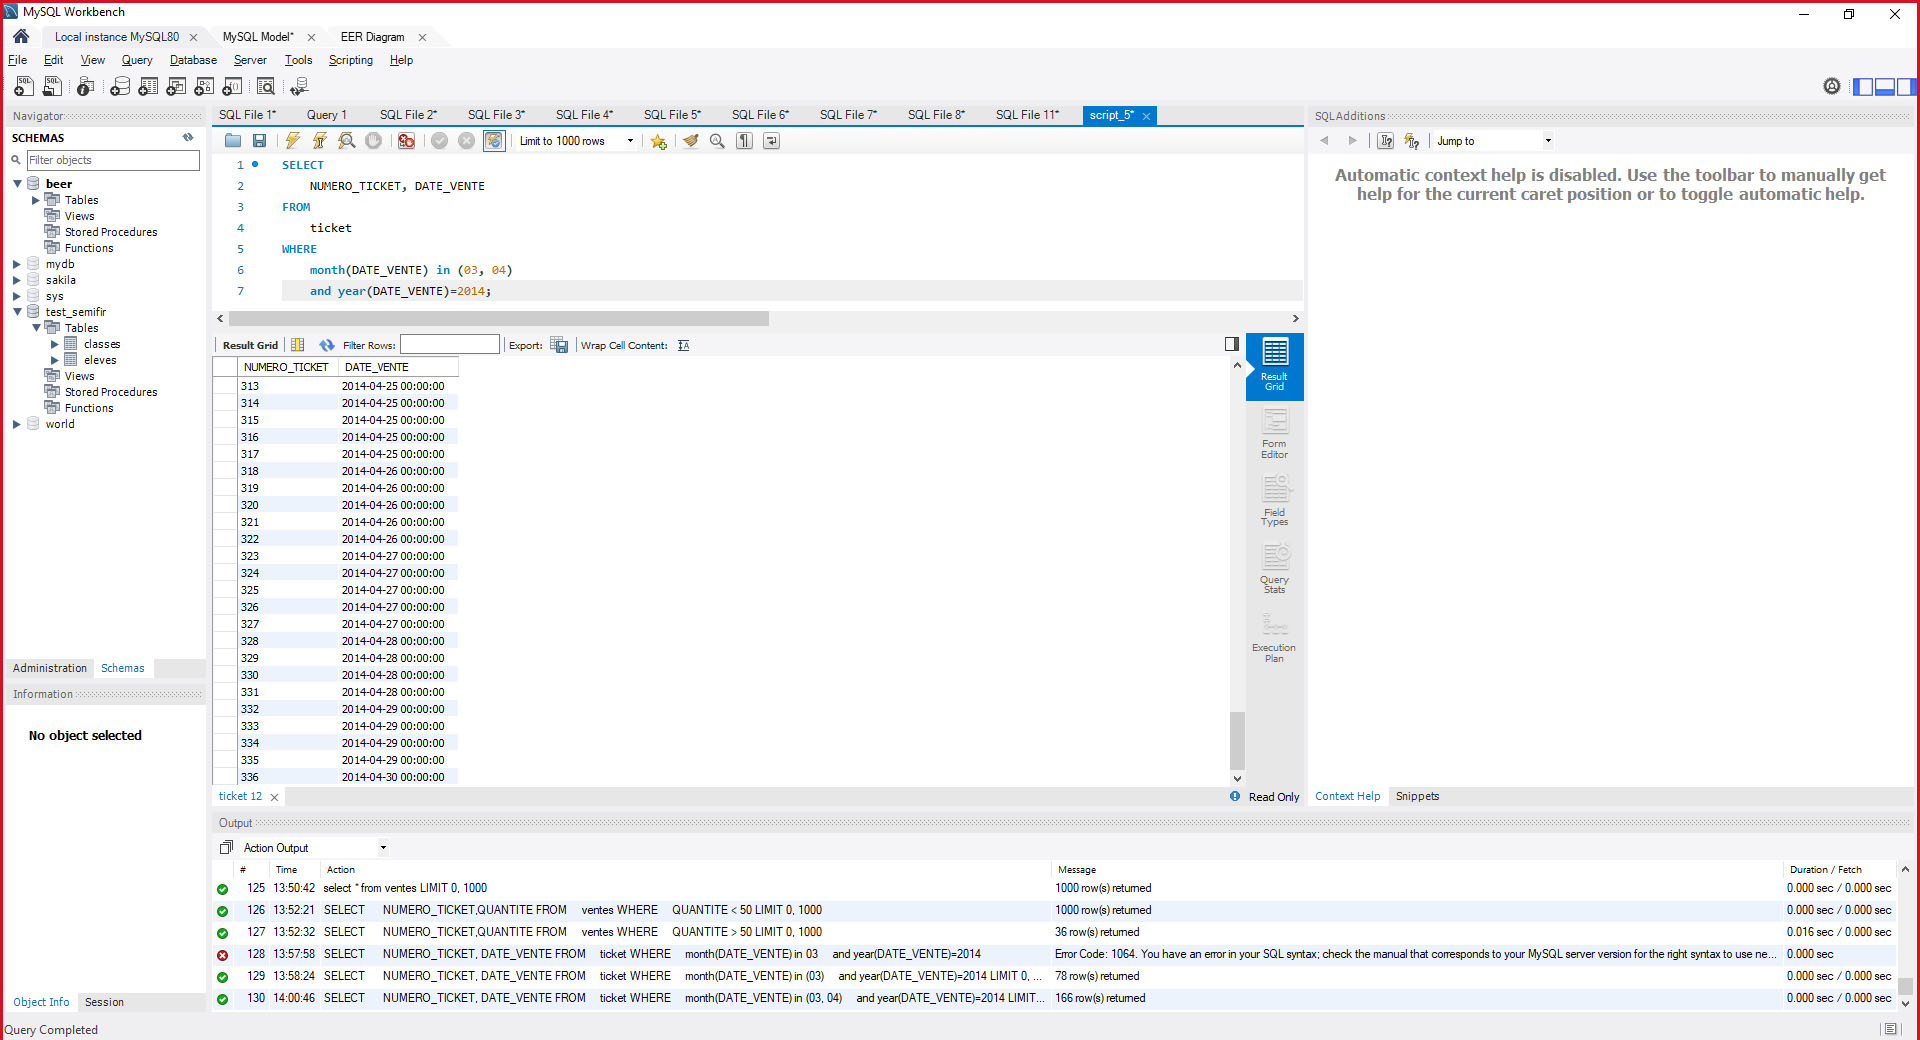 MySQL Workbench
Local instance MySQL80
MySQL Model*
EER Diagram
File Edit View Query Database Server Tools Scripting Help
Navigator
SCHEMAS
Filter objects
beer
Tables
Views
Stored Procedures
Functions
mydb
sakila
sys
test_semifir
Tables
classes
eleves
Views
Stored Procedures
Functions
world
Administration Schemas
Information
No object selected
Object Info Session
SQL File 1* Query 1 SQL File 2* SQL File 3* SQL File 4* SQL File 5* SQL File 6* SQL File 7* SQL File 8* SQL File 11* script_5*
Limit to 1000 rows
1 SELECT
2 NUMERO_TICKET, DATE_VENTE
3 FROM
4 ticket
5 WHERE
6 month(DATE_VENTE) in (03, 04)
7 and year(DATE_VENTE)=2014;
Result Grid Filter Rows: Export: Wrap Cell Content:
NUMERO_TICKET DATE_VENTE
313 2014-04-25 00:00:00
314 2014-04-25 00:00:00
315 2014-04-25 00:00:00
316 2014-04-25 00:00:00
317 2014-04-25 00:00:00
318 2014-04-26 00:00:00
319 2014-04-26 00:00:00
320 2014-04-26 00:00:00
321 2014-04-26 00:00:00
322 2014-04-26 00:00:00
323 2014-04-27 00:00:00
324 2014-04-27 00:00:00
325 2014-04-27 00:00:00
326 2014-04-27 00:00:00
327 2014-04-27 00:00:00
328 2014-04-28 00:00:00
329 2014-04-28 00:00:00
330 2014-04-28 00:00:00
331 2014-04-28 00:00:00
332 2014-04-29 00:00:00
333 2014-04-29 00:00:00
334 2014-04-29 00:00:00
335 2014-04-29 00:00:00
336 2014-04-30 00:00:00
Result Grid
Form Editor
Field Types
Query Stats
Execution Plan
ticket 12
Read Only
SQLAdditions
Jump to
Automatic context help is disabled. Use the toolbar to manually get
help for the current caret position or to toggle automatic help.
Context Help Snippets
Output
Action Output
# Time Action Message Duration / Fetch
125 13:50:42 select * from ventes LIMIT 0, 1000 1000 row(s) returned 0.000 sec / 0.000 sec
126 13:52:21 SELECT NUMERO_TICKET,QUANTITE FROM ventes WHERE QUANTITE < 50 LIMIT 0, 1000 1000 row(s) returned 0.000 sec / 0.000 sec
127 13:52:32 SELECT NUMERO_TICKET,QUANTITE FROM ventes WHERE QUANTITE > 50 LIMIT 0, 1000 36 row(s) returned 0.016 sec / 0.000 sec
128 13:57:58 SELECT NUMERO_TICKET, DATE_VENTE FROM ticket WHERE month(DATE_VENTE) in 03 and year(DATE_VENTE)=2014 Error Code: 1064. You have an error in your SQL syntax; check the manual that corresponds to your MySQL server version for the right syntax to use ne... 0.000 sec
129 13:58:24 SELECT NUMERO_TICKET, DATE_VENTE FROM ticket WHERE month(DATE_VENTE) in (03) and year(DATE_VENTE)=2014 LIMIT 0, ... 78 row(s) returned 0.000 sec / 0.000 sec
130 14:00:46 SELECT NUMERO_TICKET, DATE_VENTE FROM ticket WHERE month(DATE_VENTE) in (03, 04) and year(DATE_VENTE)=2014 LIMIT... 166 row(s) returned 0.000 sec / 0.000 sec
Query Completed